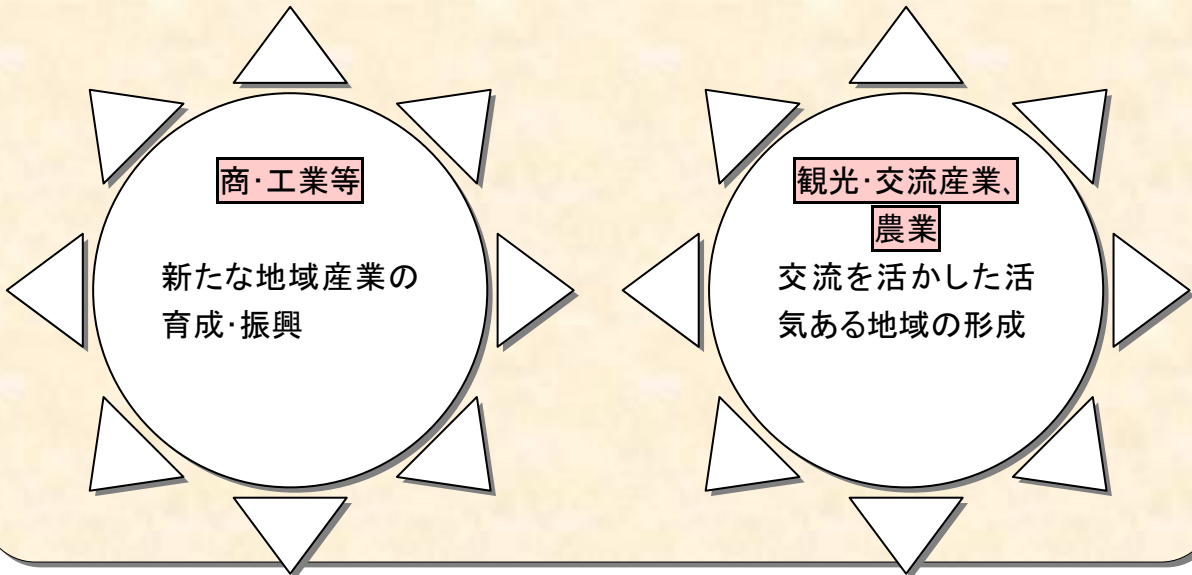 商・工業等
新たな地域産業の
育成・振興
観光・交流産業、
農業
交流を活かした活
気ある地域の形成